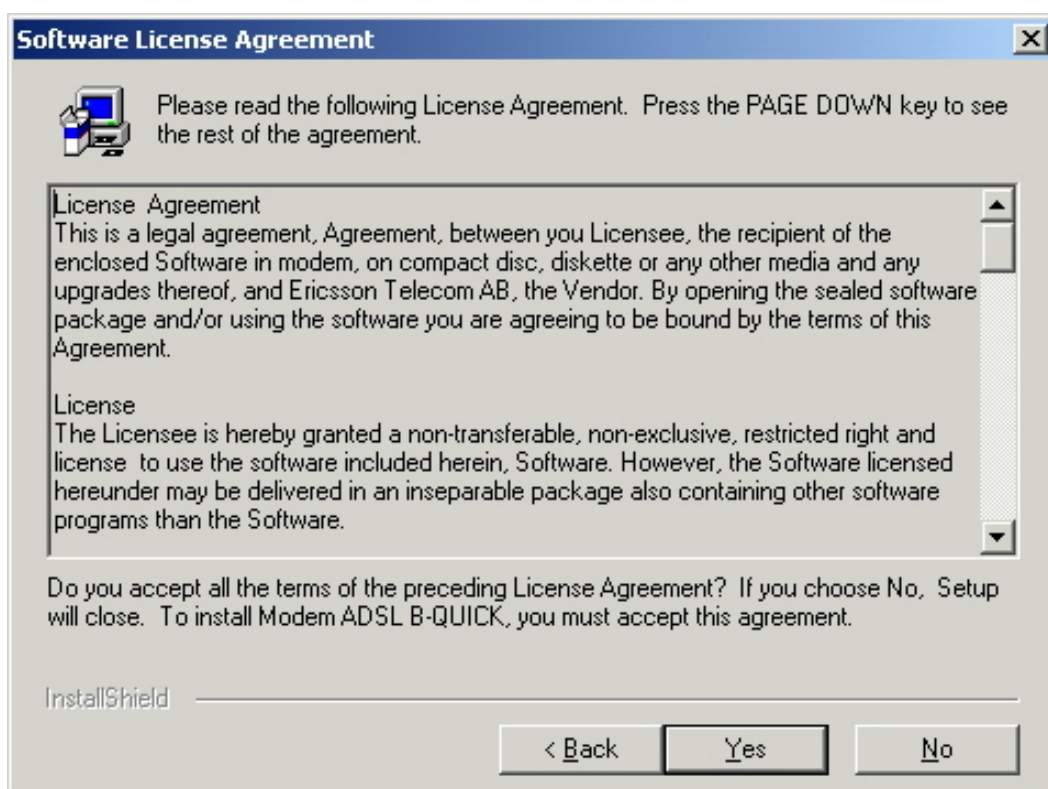 Software License Agreement
Please read the following License Agreement. Press the PAGE DOWN key to see
the rest of the agreement.
License Agreement
This is a legal agreement, Agreement, between you Licensee, the recipient of the
enclosed Software in modem, on compact disc, diskette or any other media and any
upgrades thereof, and Ericsson Telecom AB, the Vendor. By opening the sealed software
package and/or using the software you are agreeing to be bound by the terms of this
Agreement.
License
The Licensee is hereby granted a non-transferable, non-exclusive, restricted right and
license to use the software included herein, Software. However, the Software licensed
hereunder may be delivered in an inseparable package also containing other software
programs than the Software.
Do you accept all the terms of the preceding License Agreement? If you choose No, Setup
will close. To install Modem ADSL B-QUICK, you must accept this agreement.
InstallShield
< Back Yes No